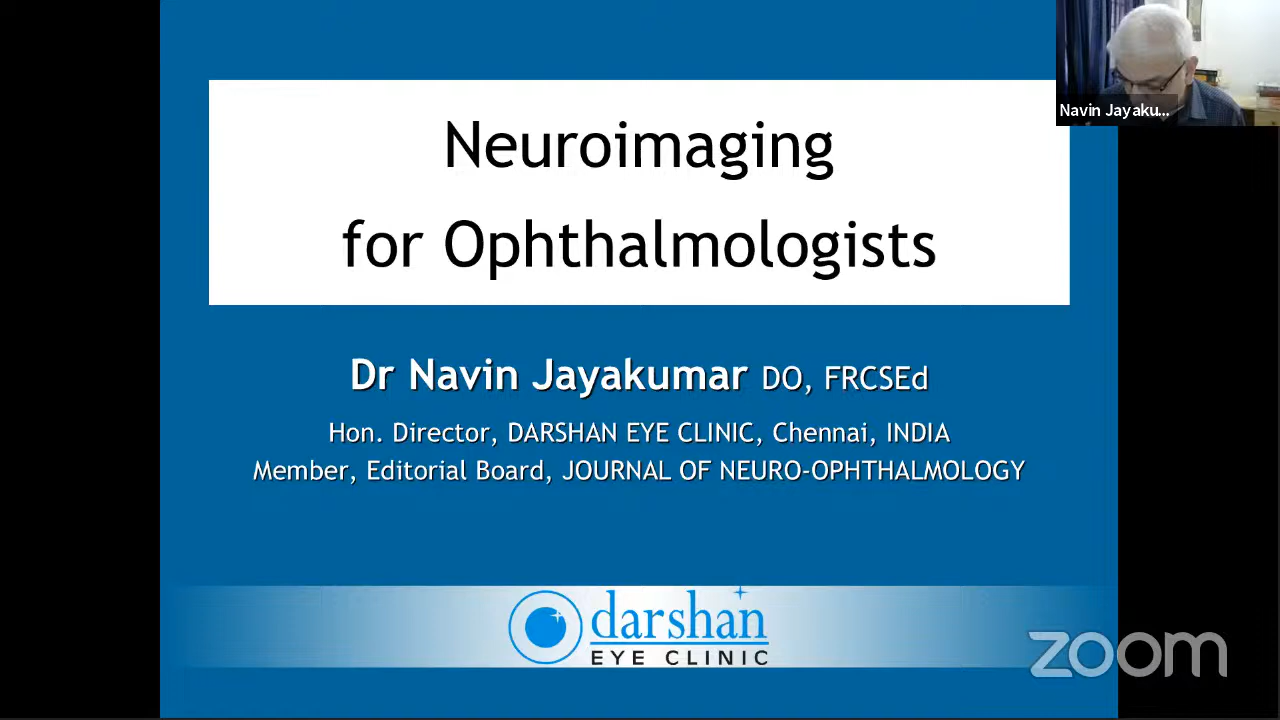 Neuroimaging
for Ophthalmologists
Navin Jayaku...
Dr Navin Jayakumar DO, FRCSEd
Hon. Director, DARSHAN EYE CLINIC, Chennai, INDIA
Member, Editorial Board, JOURNAL OF NEURO-OPHTHALMOLOGY
darshan
EYE CLINIC
zoom